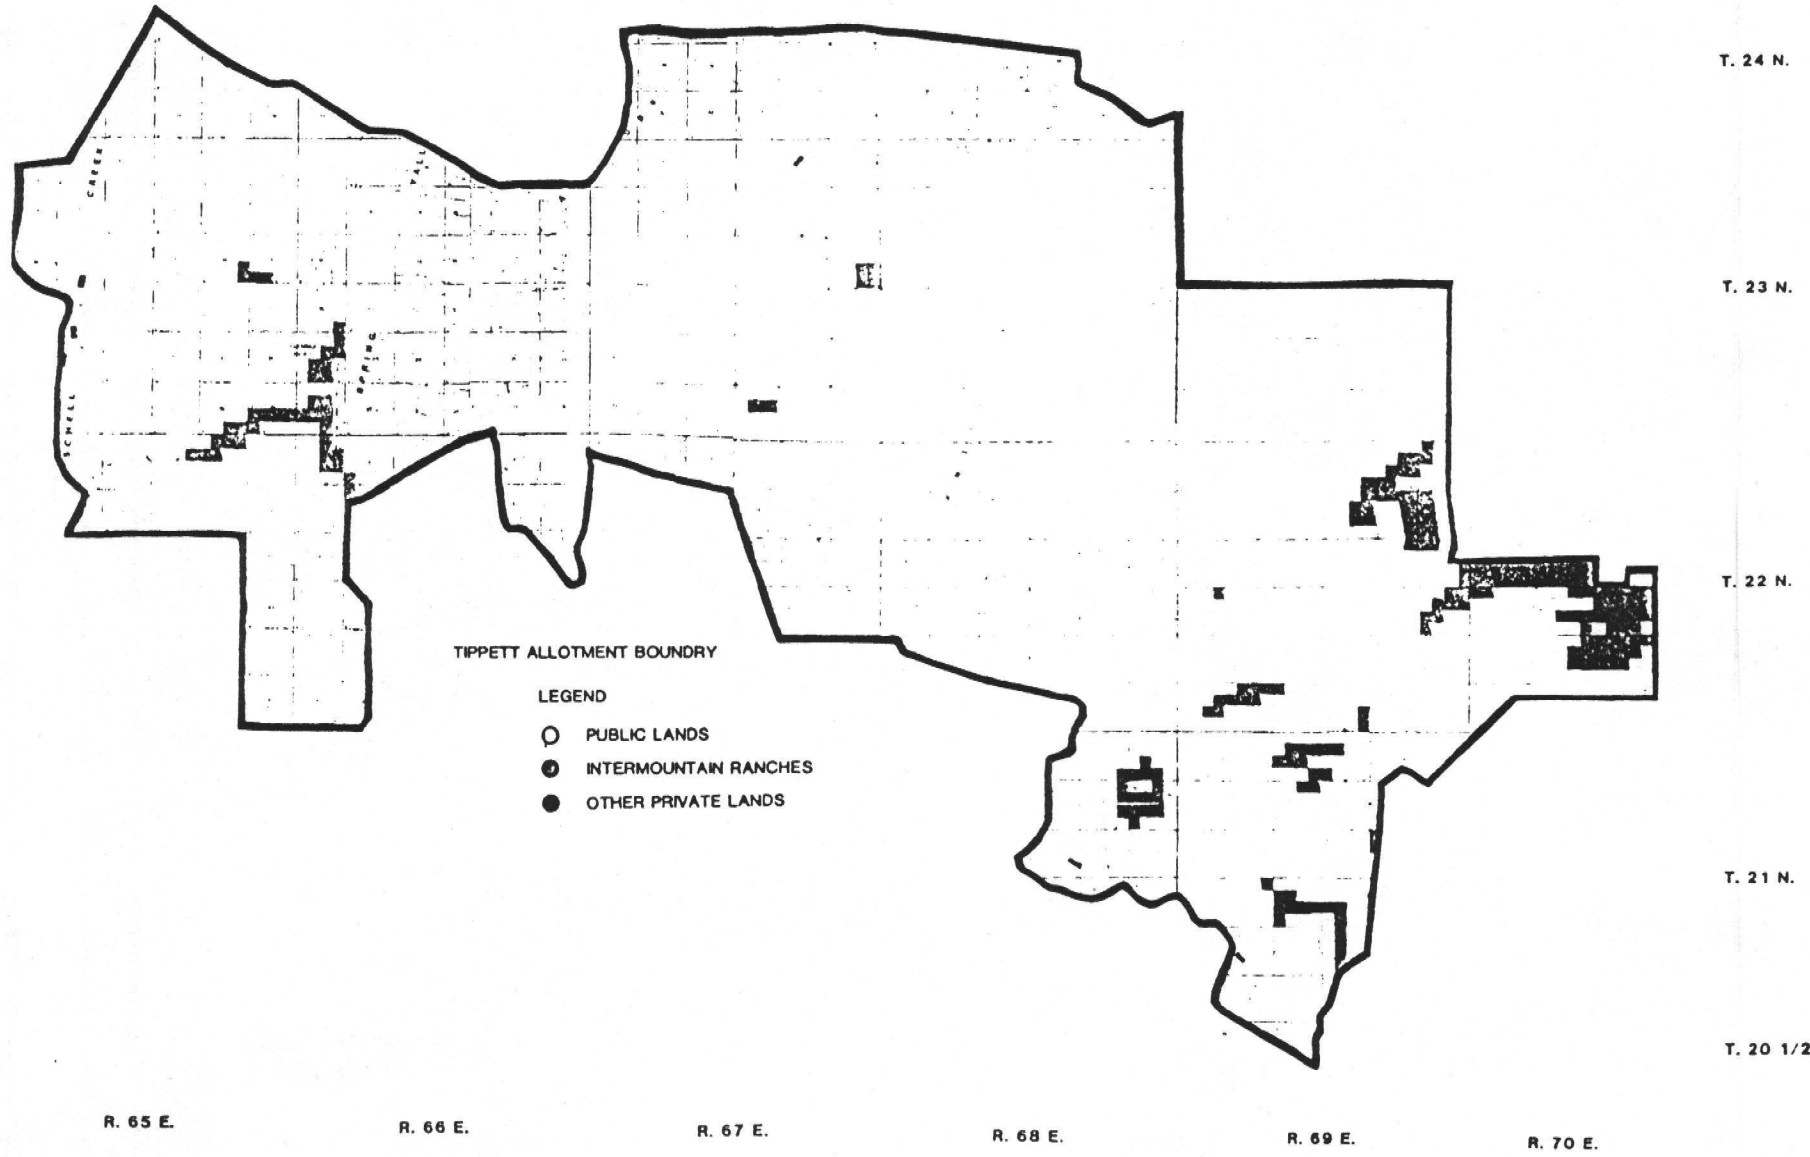 T. 24 N.
CREEK
T. 23 N.
SPRING
SCHELL
T. 22 N.
TIPPETT ALLOTMENT BOUNDRY
LEGEND
PUBLIC LANDS
INTERMOUNTAIN RANCHES
OTHER PRIVATE LANDS
T. 21 N.
T. 20 1/2
R. 65 E.
R. 66 E.
R. 67 E.
R. 68 E.
R. 69 E.
R. 70 E.